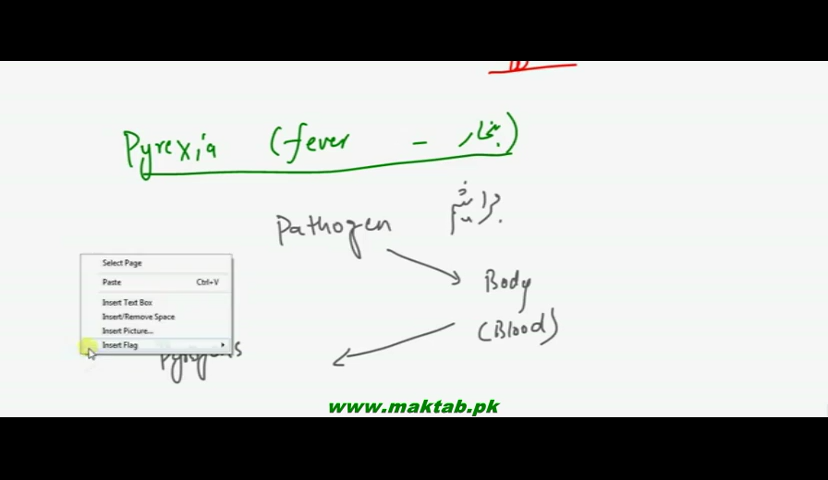 Pyrexia (fever - بخار)
Pathogen جراثیم
Body
(Blood)
Select Page
Paste Ctrl+V
Insert Text Box
Insert/Remove Space
Insert Picture...
Insert Flag
Pyrogens
www.maktab.pk